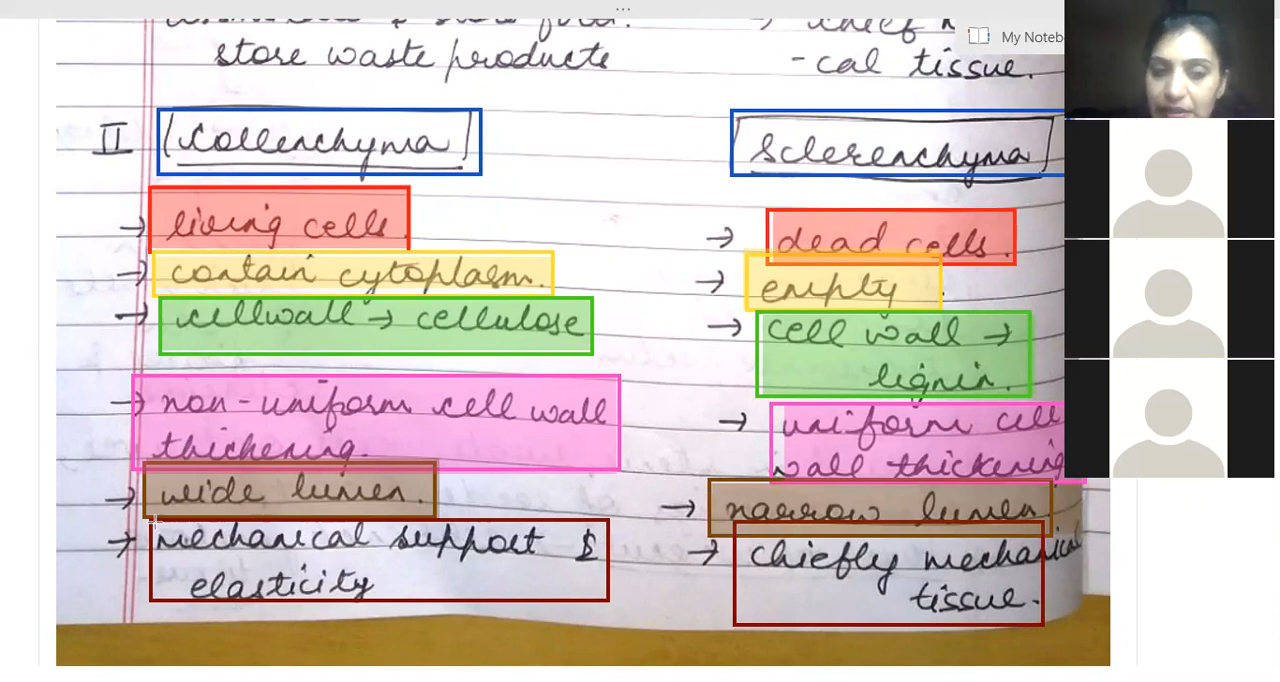 store waste products
-cal tissue.
My Noteb
II Collenchyma
Sclerenchyma
→ living cells.
→ dead cells.
→ contain cytoplasm.
→ empty.
→ cellwall → cellulose
→ cell wall →
lignin.
→ non-uniform cell wall
thickening.
→ uniform cell
wall thickening
→ wide lumen.
→ narrow lumen
→ Mechanical support &
elasticity
→ chiefly mechanical
tissue.